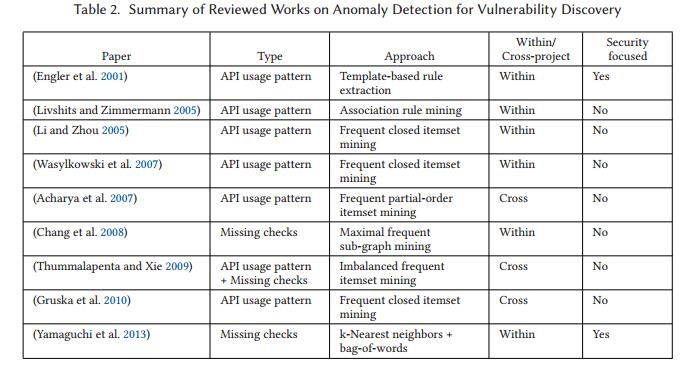 Table 2. Summary of Reviewed Works on Anomaly Detection for Vulnerability Discovery
Within/ Security
Paper Type Approach Cross-project focused
(Engler et al. 2001) API usage pattern Template-based rule Within Yes
extraction
(Livshits and Zimmermann 2005) API usage pattern Association rule mining Within No
(Li and Zhou 2005) API usage pattern Frequent closed itemset Within No
mining
(Wasylkowski et al. 2007) API usage pattern Frequent closed itemset Within No
mining
(Acharya et al. 2007) API usage pattern Frequent partial-order Cross No
itemset mining
(Chang et al. 2008) Missing checks Maximal frequent Within No
sub-graph mining
(Thummalapenta and Xie 2009) API usage pattern Imbalanced frequent Cross No
+ Missing checks itemset mining
(Gruska et al. 2010) API usage pattern Frequent closed itemset Cross No
mining
(Yamaguchi et al. 2013) Missing checks k-Nearest neighbors + Within Yes
bag-of-words